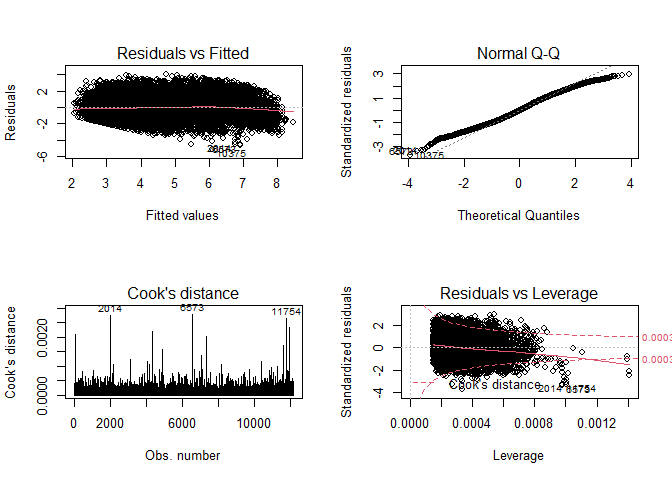 Residuals vs Fitted
Residuals
2
-2
-6
10375
2 3 4 5 6 7 8
Fitted values
Normal Q-Q
Standardized residuals
3
1
-1
-3
10375
-4 -2 0 2 4
Theoretical Quantiles
Cook's distance
Cook's distance
0.0020
0.0000
2014
6573
11754
0 2000 6000 10000
Obs. number
Residuals vs Leverage
Standardized residuals
2
0
-2
-4
0.0003
0.0003
Cook's distance
2014
0.0000 0.0004 0.0008 0.0012
Leverage